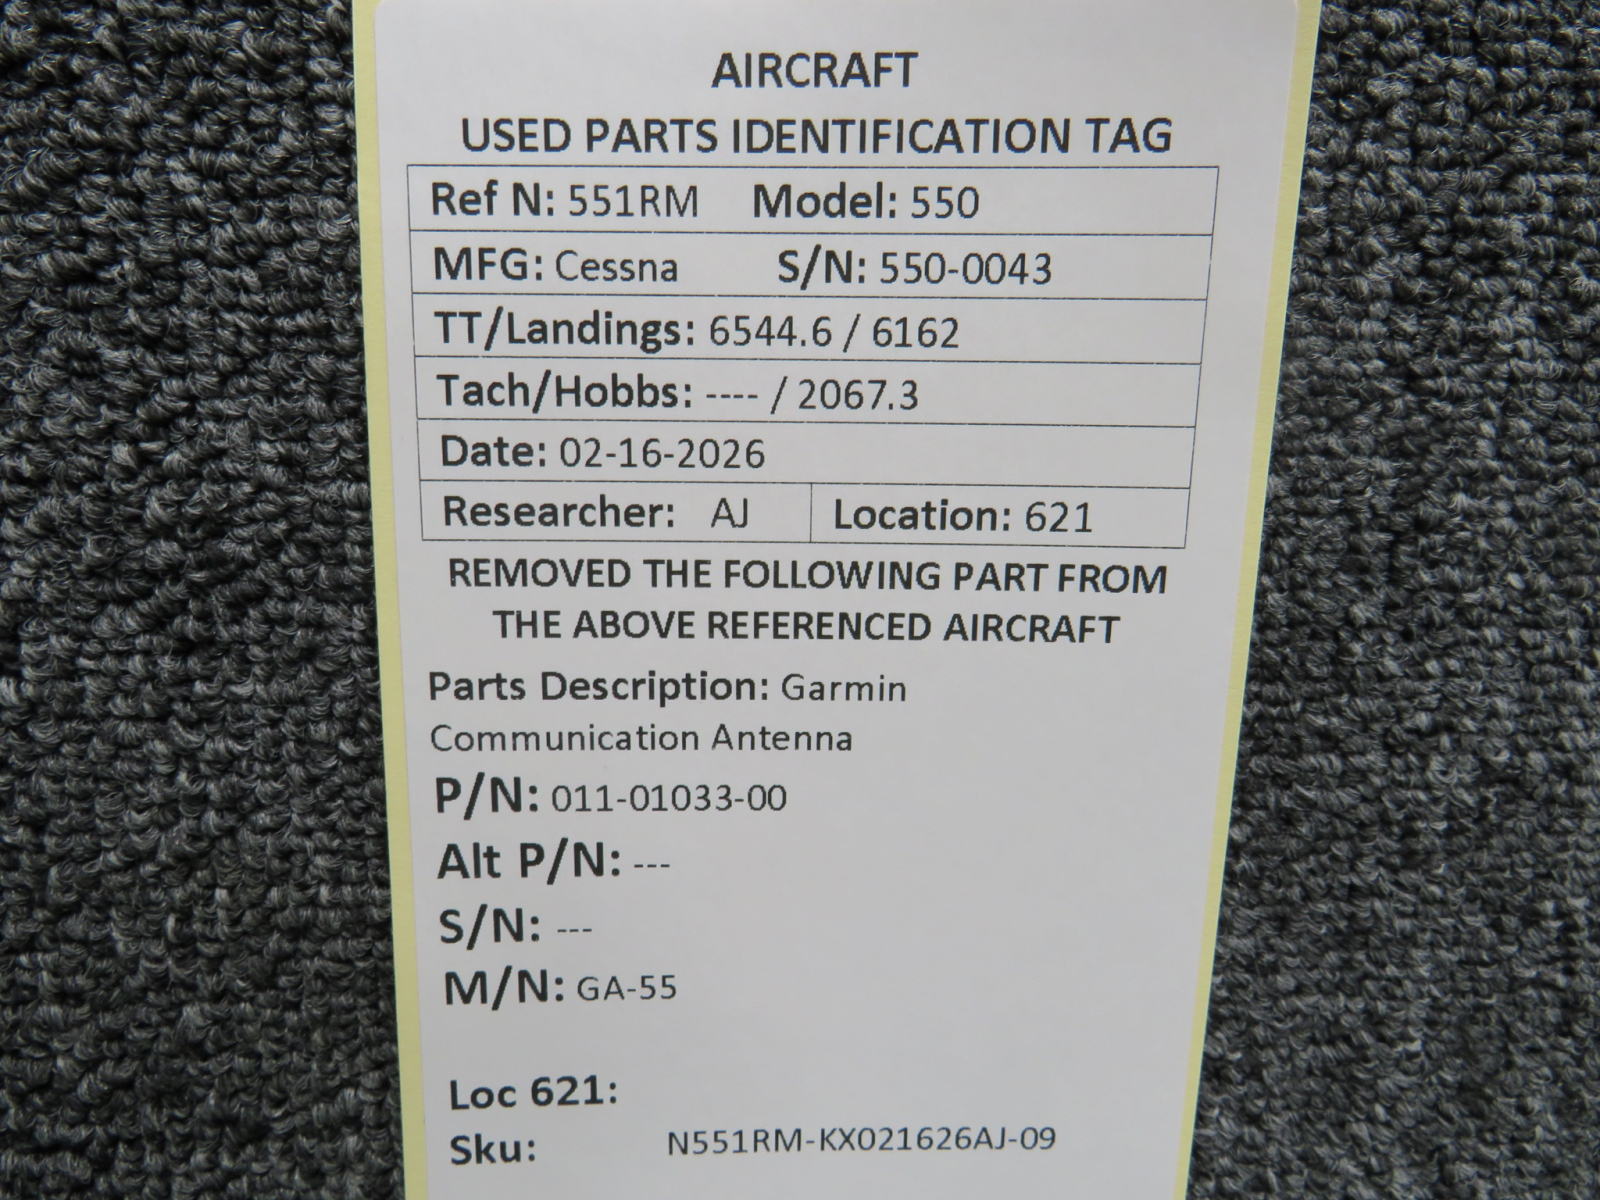 AIRCRAFT
USED PARTS IDENTIFICATION TAG
Ref N: 551RM Model: 550
MFG: Cessna S/N: 550-0043
TT/Landings: 6544.6 / 6162
Tach/Hobbs: ---- / 2067.3
Date: 02-16-2026
Researcher: AJ Location: 621
REMOVED THE FOLLOWING PART FROM
THE ABOVE REFERENCED AIRCRAFT
Parts Description: Garmin
Communication Antenna
P/N: 011-01033-00
Alt P/N: ---
S/N: ---
M/N: GA-55
Loc 621:
Sku: N551RM-KX021626AJ-09